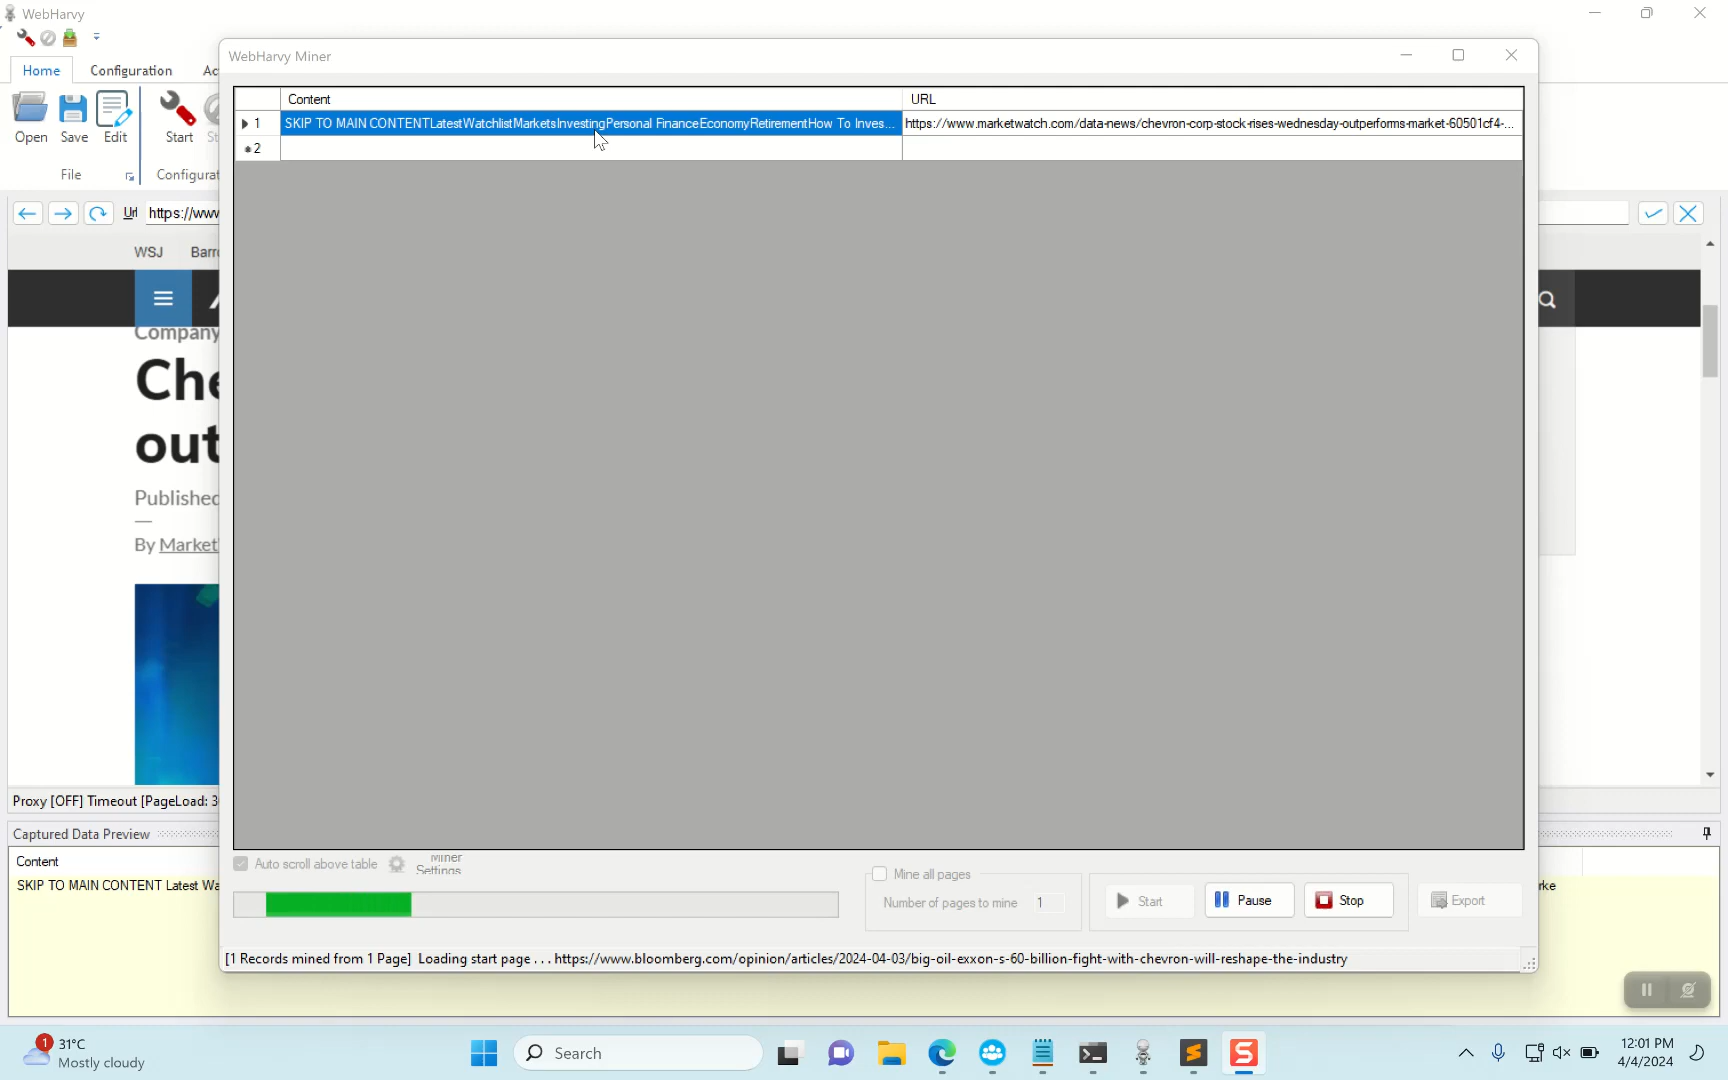 WebHarvy
Home Configuration Ac
Open Save Edit Start St
File Configurat
Url https://www
WSJ Barr
Company
Che
out
Published
—
By Market
Proxy [OFF] Timeout [PageLoad: 3
Captured Data Preview
Content
SKIP TO MAIN CONTENT Latest Wa
rke
WebHarvy Miner
Content URL
1 SKIP TO MAIN CONTENTLatestWatchlistMarketsInvestingPersonal FinanceEconomyRetirementHow To Inves... https://www.marketwatch.com/data-news/chevron-corp-stock-rises-wednesday-outperforms-market-60501cf4-...
2
Auto scroll above table Miner Settings
Mine all pages
Number of pages to mine 1
Start Pause Stop Export
[1 Records mined from 1 Page] Loading start page . . . https://www.bloomberg.com/opinion/articles/2024-04-03/big-oil-exxon-s-60-billion-fight-with-chevron-will-reshape-the-industry
1 31°C
Mostly cloudy
Search
S
S
12:01 PM
4/4/2024